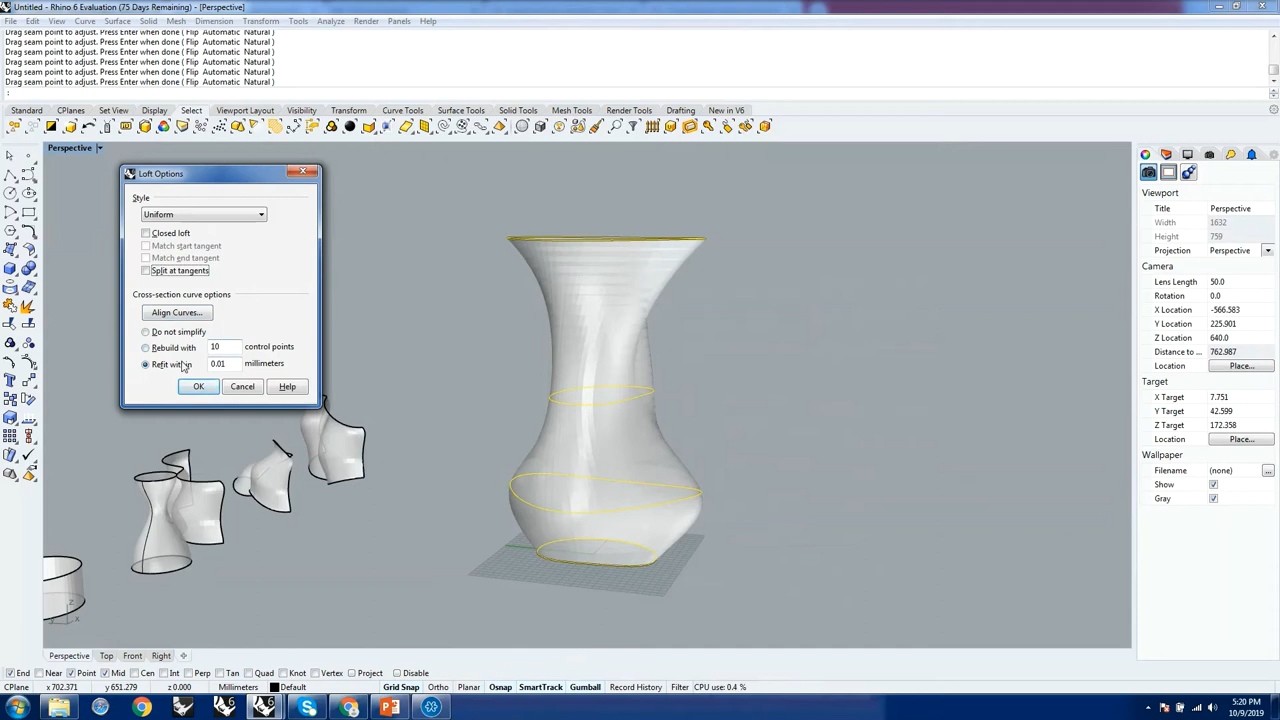 Untitled - Rhino 6 Evaluation (75 Days Remaining) - [Perspective]
File Edit View Curve Surface Solid Mesh Dimension Transform Tools Analyze Render Panels Help
Drag seam point to adjust. Press Enter when done ( Flip Automatic Natural )
Drag seam point to adjust. Press Enter when done ( Flip Automatic Natural )
Drag seam point to adjust. Press Enter when done ( Flip Automatic Natural )
Drag seam point to adjust. Press Enter when done ( Flip Automatic Natural )
Drag seam point to adjust. Press Enter when done ( Flip Automatic Natural )
Drag seam point to adjust. Press Enter when done ( Flip Automatic Natural )
:
Standard CPlanes Set View Display Select Viewport Layout Visibility Transform Curve Tools Surface Tools Solid Tools Mesh Tools Render Tools Drafting New in V6
Perspective
Loft Options
Style
Uniform
Closed loft
Match start tangent
Match end tangent
Split at tangents
Cross-section curve options
Align Curves...
Do not simplify
Rebuild with 10 control points
Refit within 0.01 millimeters
OK Cancel Help
z
y x
Viewport
Title Perspective
Width 1632
Height 759
Projection Perspective
Camera
Lens Length 50.0
Rotation 0.0
X Location -566.583
Y Location 225.901
Z Location 640.0
Distance to ... 762.987
Location Place...
Target
X Target 7.751
Y Target 42.599
Z Target 172.358
Location Place...
Wallpaper
Filename (none) ...
Show
Gray
Perspective Top Front Right
End Near Point Mid Cen Int Perp Tan Quad Knot Vertex Project Disable
CPlane x 702.371 y 651.279 z 0.000 Millimeters Default Grid Snap Ortho Planar Osnap SmartTrack Gumball Record History Filter CPU use: 0.4 %
5:20 PM
10/9/2019